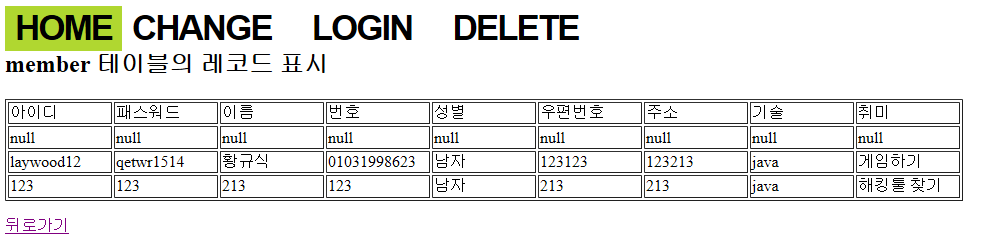 HOME CHANGE LOGIN DELETE
member 테이블의 레코드 표시
아이디 패스워드 이름 번호 성별 우편번호 주소 기술 취미
null null null null null null null null null
laywood12 qetwr1514 황규식 01031998623 남자 123123 123213 java 게임하기
123 123 213 123 남자 213 213 java 해킹툴 찾기
뒤로가기